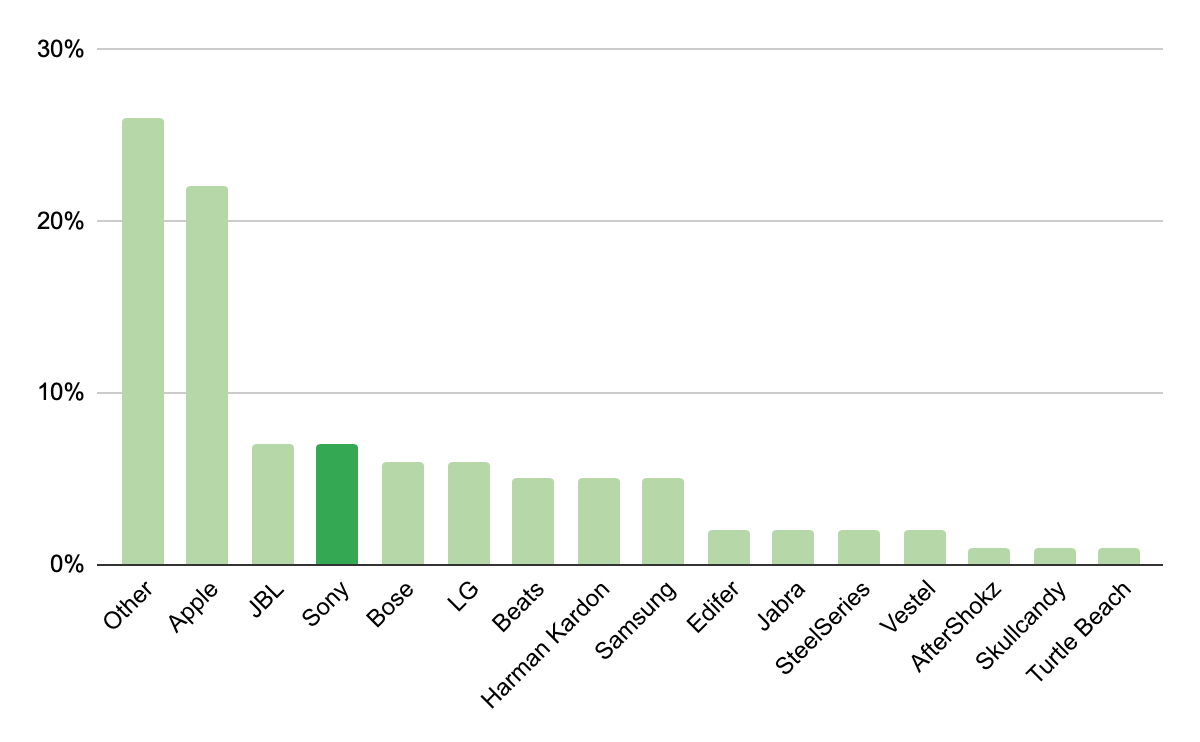 30%
20%
10%
0%
Other
Apple
JBL
Sony
Bose
LG
Beats
Harman Kardon
Samsung
Edifer
Jabra
SteelSeries
Vestel
AfterShokz
Skullcandy
Turtle Beach